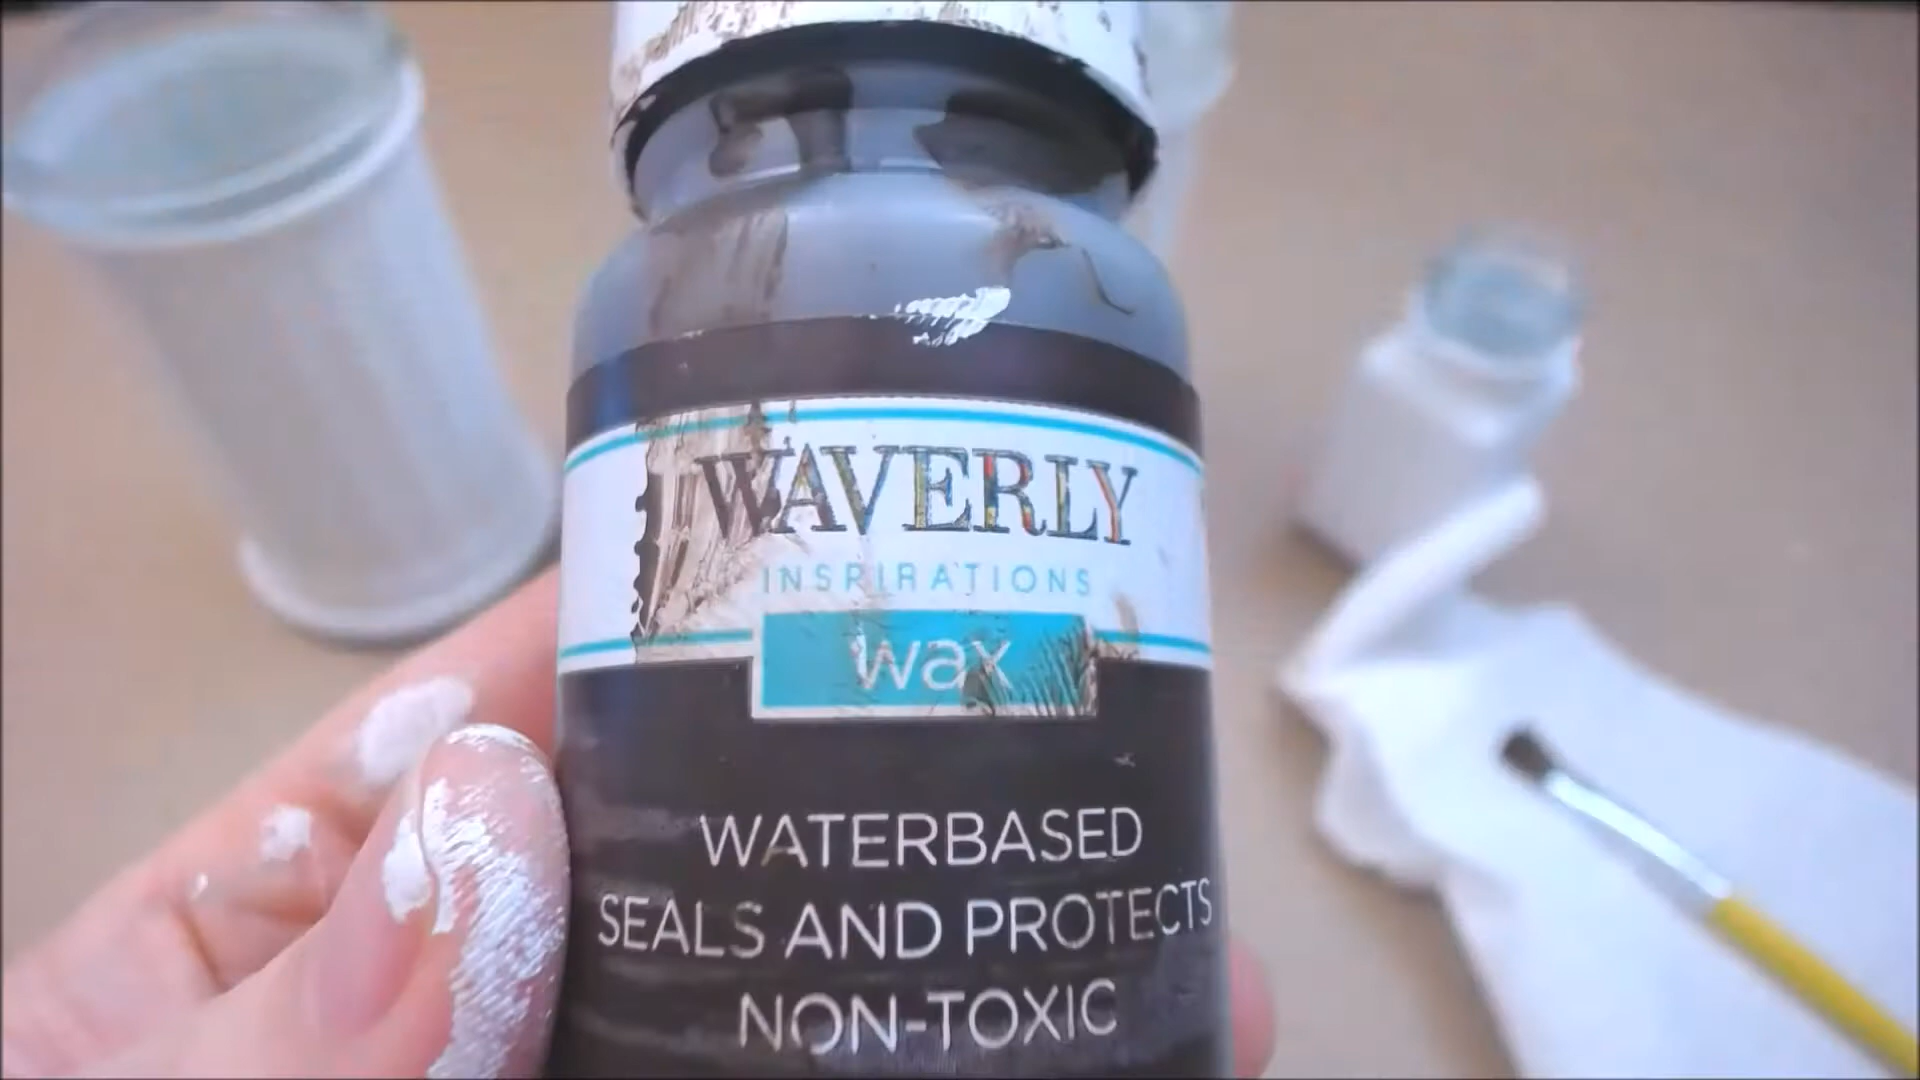 WAVERLY
INSPIRATIONS
wax
WATERBASED
SEALS AND PROTECTS
NON-TOXIC